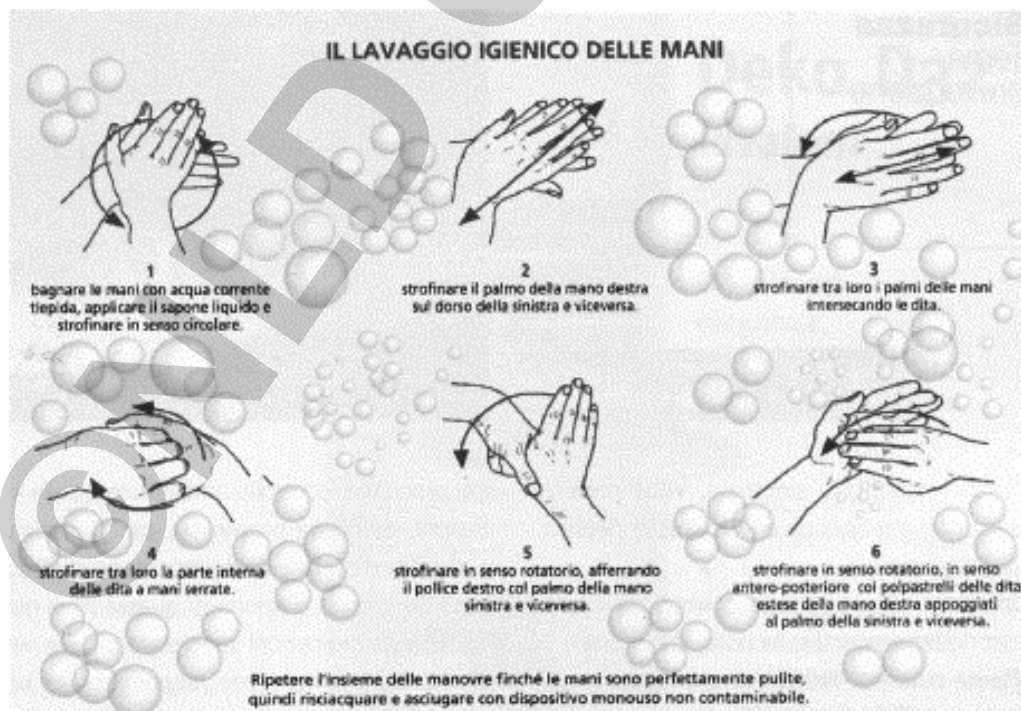 IL LAVAGGIO IGIENICO DELLE MANI
1
bagnare le mani con acqua corrente
tiepida, applicare il sapone liquido e
strofinare in senso circolare.
2
strofinare il palmo della mano destra
sul dorso della sinistra e viceversa.
3
strofinare tra loro i palmi delle mani
intersecando le dita.
4
strofinare tra loro la parte interna
delle dita a mani serrate.
5
strofinare in senso rotatorio, afferrando
il pollice destro col palmo della mano
sinistra e viceversa.
6
strofinare in senso rotatorio, in senso
antero-posteriore coi polpastrelli delle dita
estese della mano destra appoggiati
al palmo della sinistra e viceversa.
Ripetere l'insieme delle manovre finché le mani sono perfettamente pulite,
quindi risciacquare e asciugare con dispositivo monouso non contaminabile.
© MED